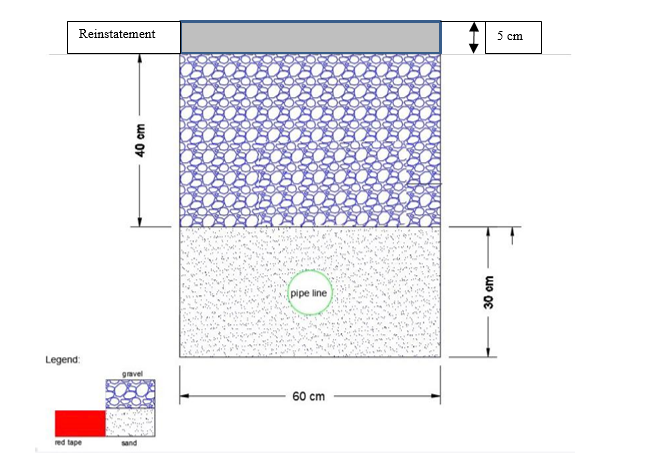 Reinstatement
5 cm
40 cm
pipe line
30 cm
60 cm
Legend:
gravel
red tape
sand